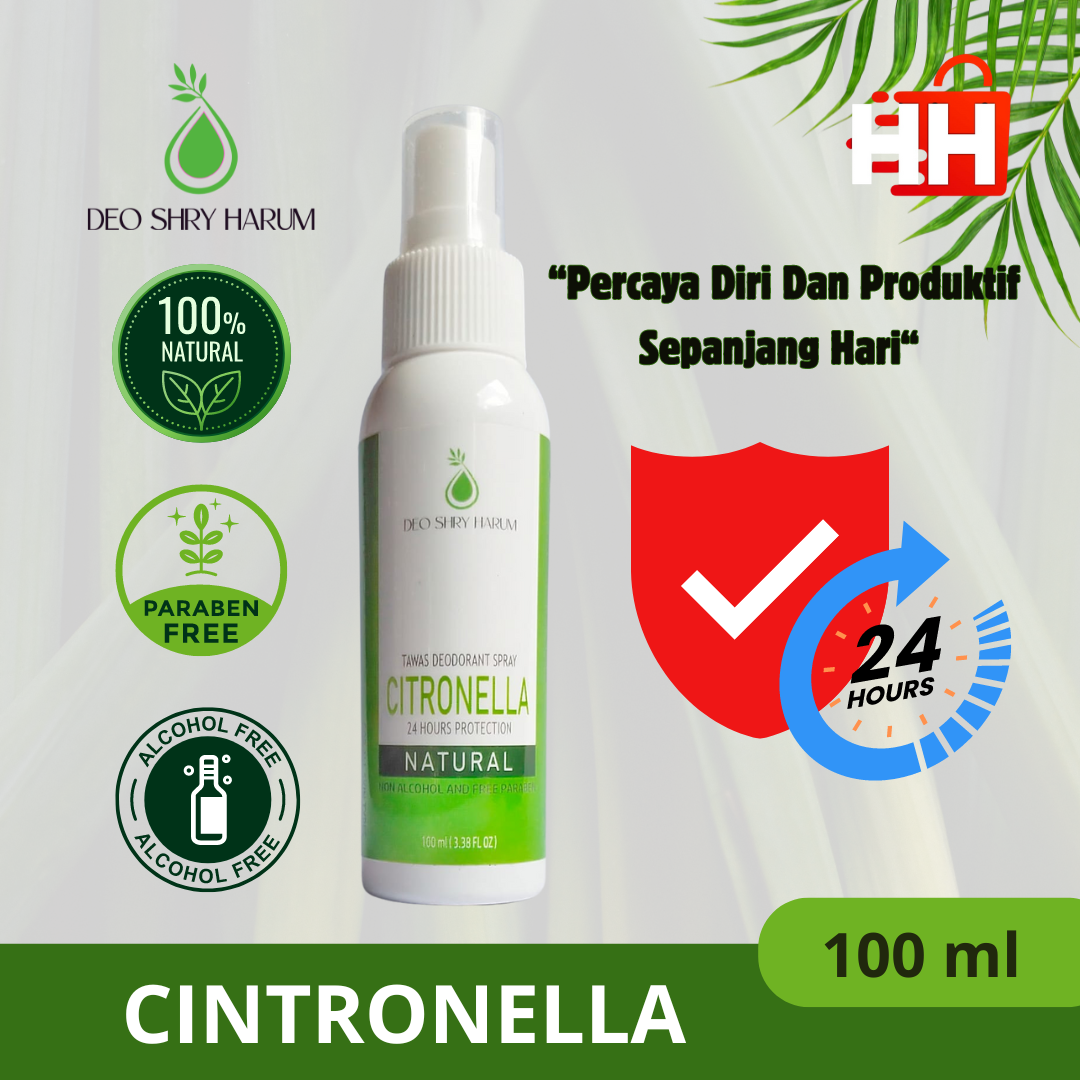 DEO SHRY HARUM
100%
NATURAL
PARABEN
FREE
ALCOHOL FREE
ALCOHOL FREE
DEO SHRY HARUM
TAWAS DEODORANT SPRAY
CITRONELLA
24 HOURS PROTECTION
NATURAL
NON ALCOHOL AND FREE PARABEN
100 ml ( 3.38 FL OZ )
HH
“Percaya Diri Dan Produktif
Sepanjang Hari“
24
HOURS
100 ml
CINTRONELLA